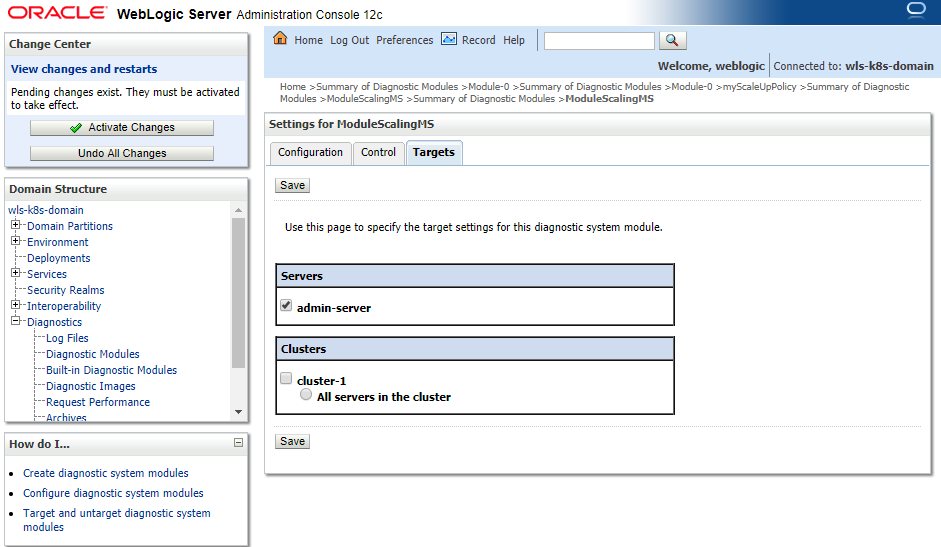 ORACLE WebLogic Server Administration Console 12c
Change Center
View changes and restarts
Pending changes exist. They must be activated
to take effect.
Activate Changes
Undo All Changes
Domain Structure
wls-k8s-domain
Domain Partitions
Environment
Deployments
Services
Security Realms
Interoperability
Diagnostics
Log Files
Diagnostic Modules
Built-in Diagnostic Modules
Diagnostic Images
Request Performance
Archives
How do I...
Create diagnostic system modules
Configure diagnostic system modules
Target and untarget diagnostic system
modules
Home Log Out Preferences Record Help
Welcome, weblogic Connected to: wls-k8s-domain
Home >Summary of Diagnostic Modules >Module-0 >Summary of Diagnostic Modules >Module-0 >myScaleUpPolicy >Summary of Diagnostic
Modules >ModuleScalingMS >Summary of Diagnostic Modules >ModuleScalingMS
Settings for ModuleScalingMS
Configuration Control Targets
Save
Use this page to specify the target settings for this diagnostic system module.
Servers
admin-server
Clusters
cluster-1
All servers in the cluster
Save